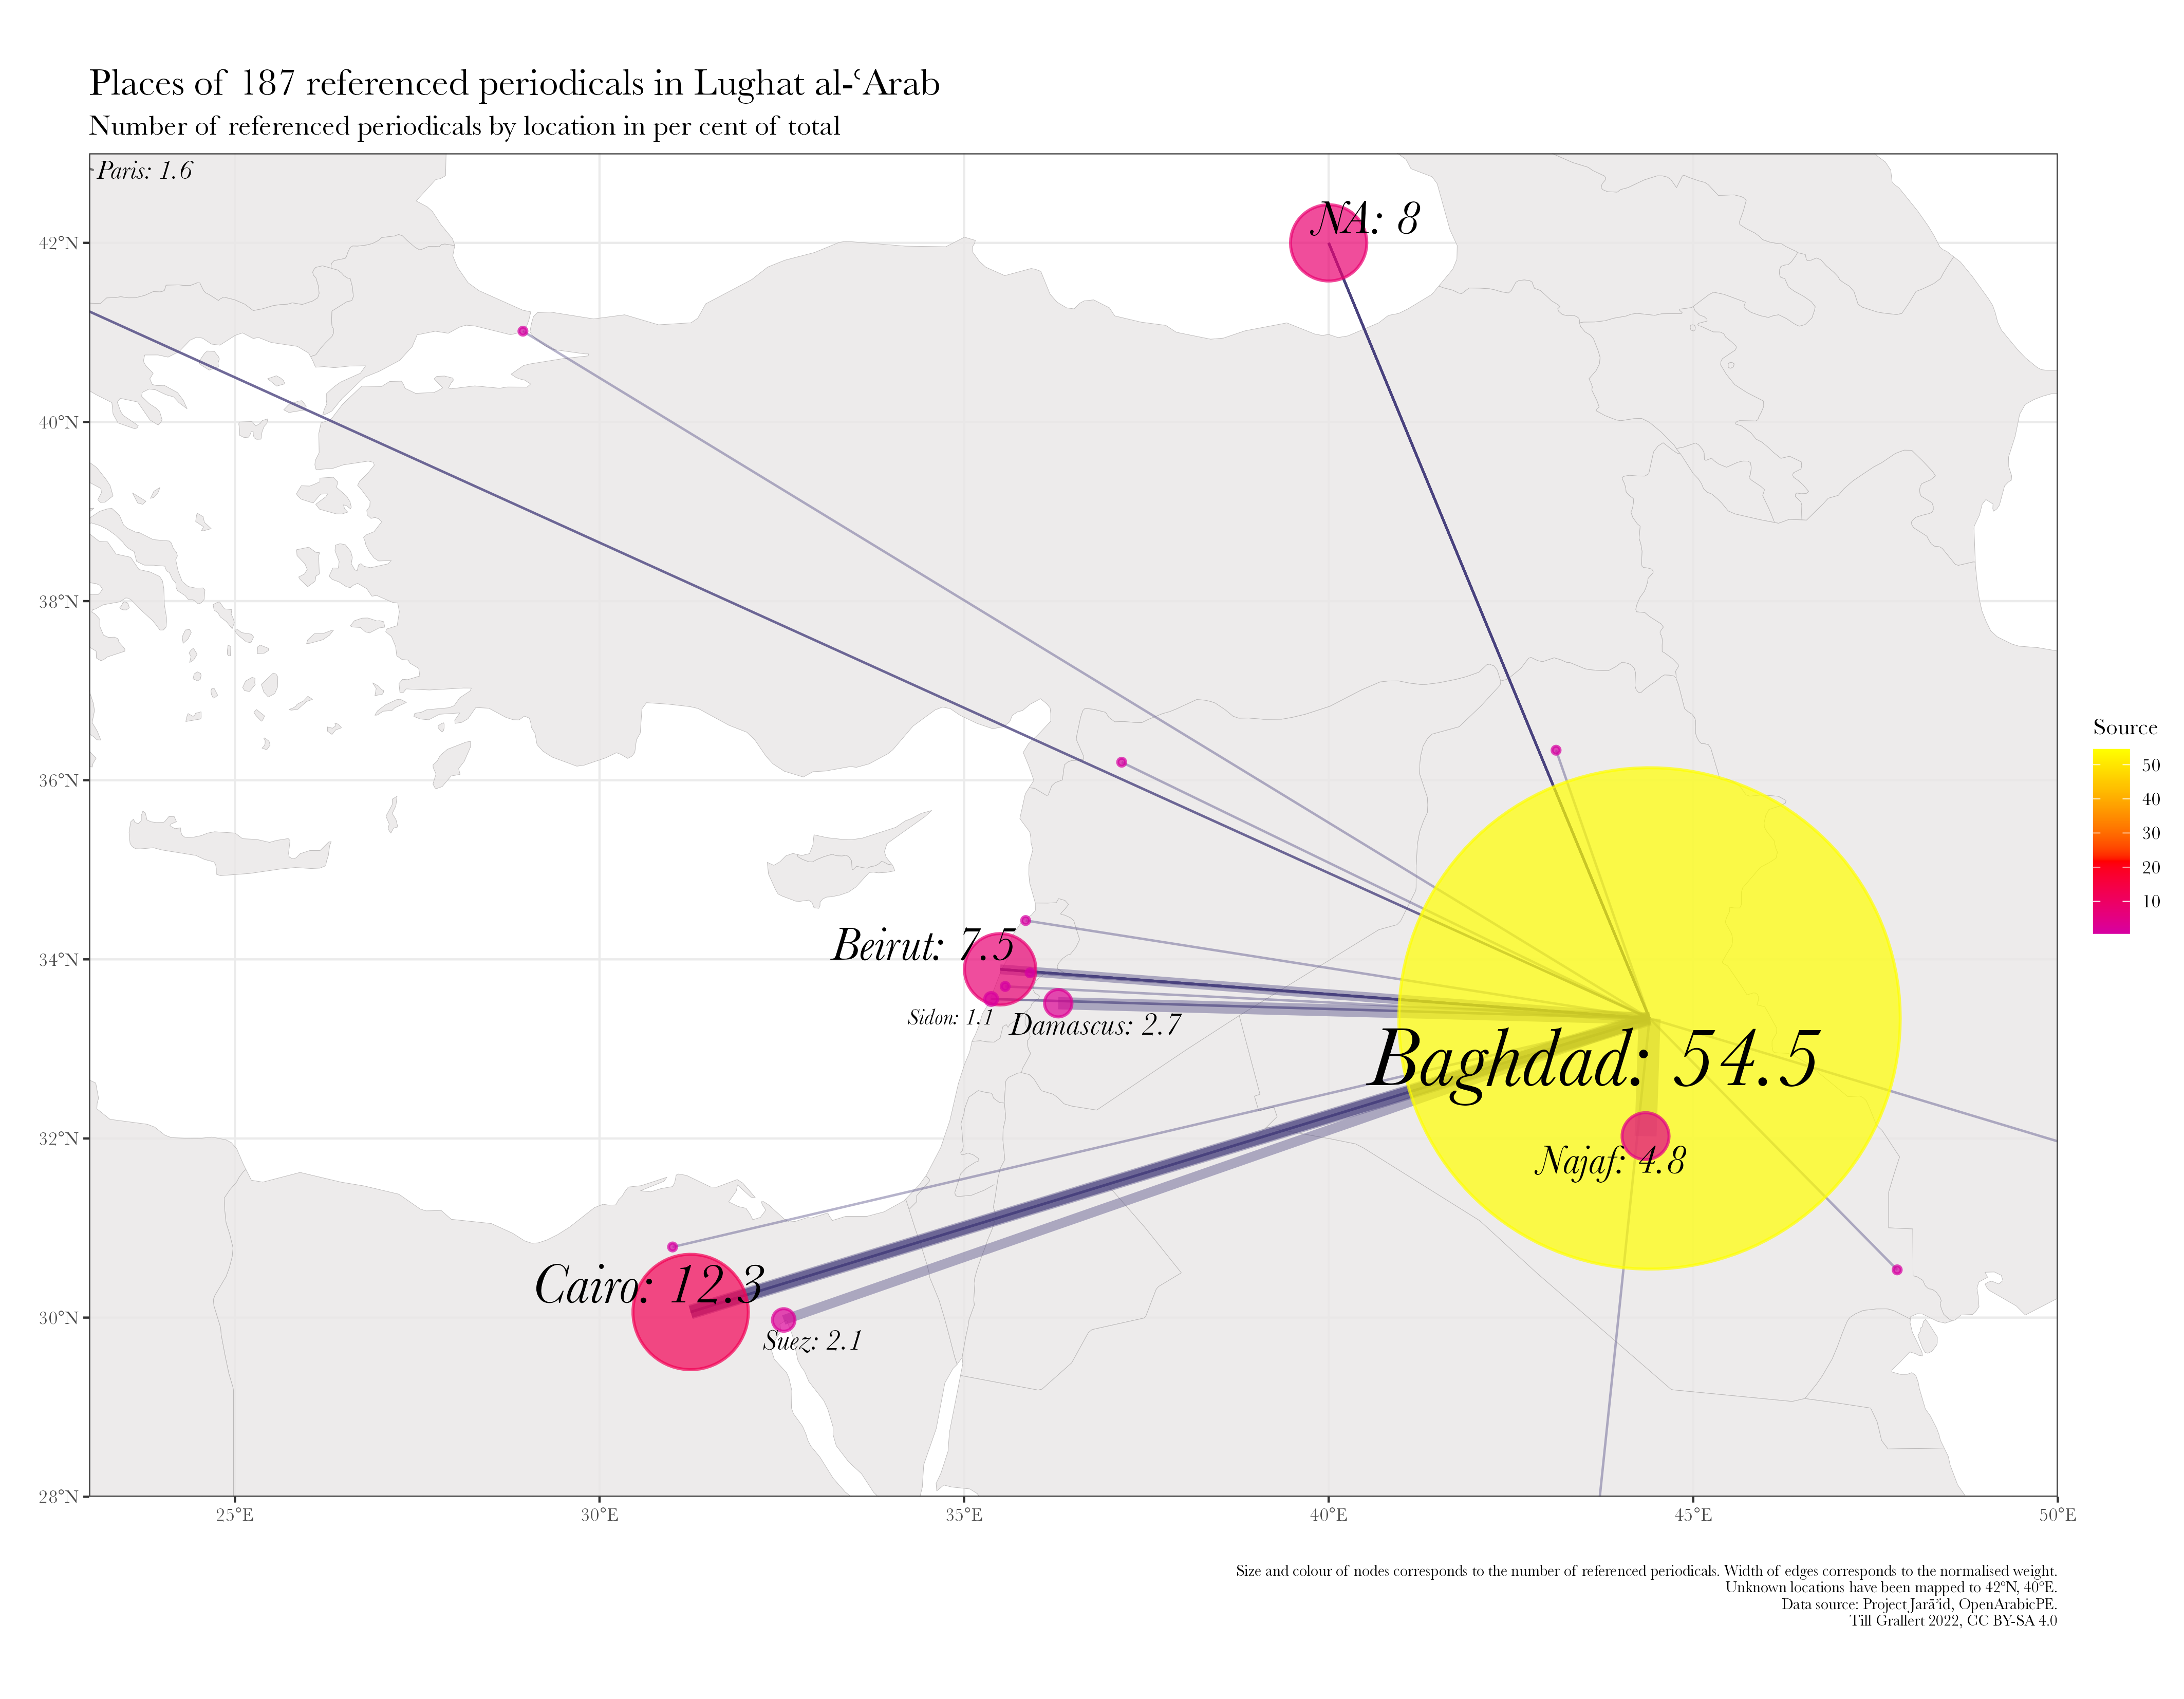 Places of 187 referenced periodicals in Lughat al-ʿArab
Number of referenced periodicals by location in per cent of total
Paris: 1.6
NA: 8
42°N
40°N
38°N
36°N
34°N
32°N
30°N
28°N
Beirut: 7.5
Sidon: 1.1
Damascus: 2.7
Baghdad: 54.5
Najaf: 4.8
Cairo: 12.3
Suez: 2.1
Source
50
40
30
20
10
25°E
30°E
35°E
40°E
45°E
50°E
Size and colour of nodes corresponds to the number of referenced periodicals. Width of edges corresponds to the normalised weight.
Unknown locations have been mapped to 42°N, 40°E.
Data source: Project Jarāʾid, OpenArabicPE.
Till Grallert 2022, CC BY-SA 4.0